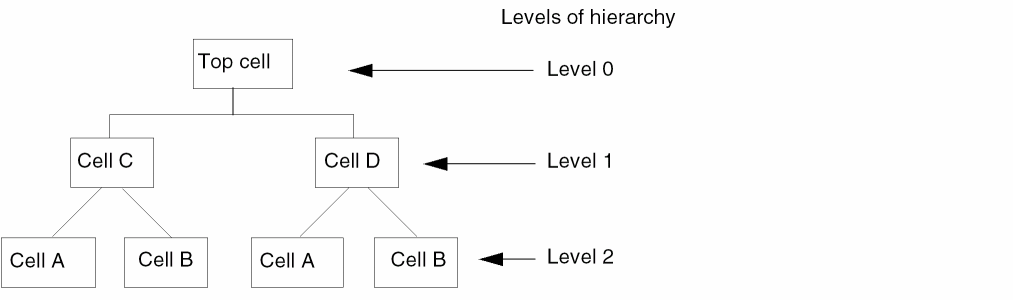 Levels of hierarchy
Top cell
Level 0
Cell C
Cell D
Level 1
Cell A
Cell B
Cell A
Cell B
Level 2